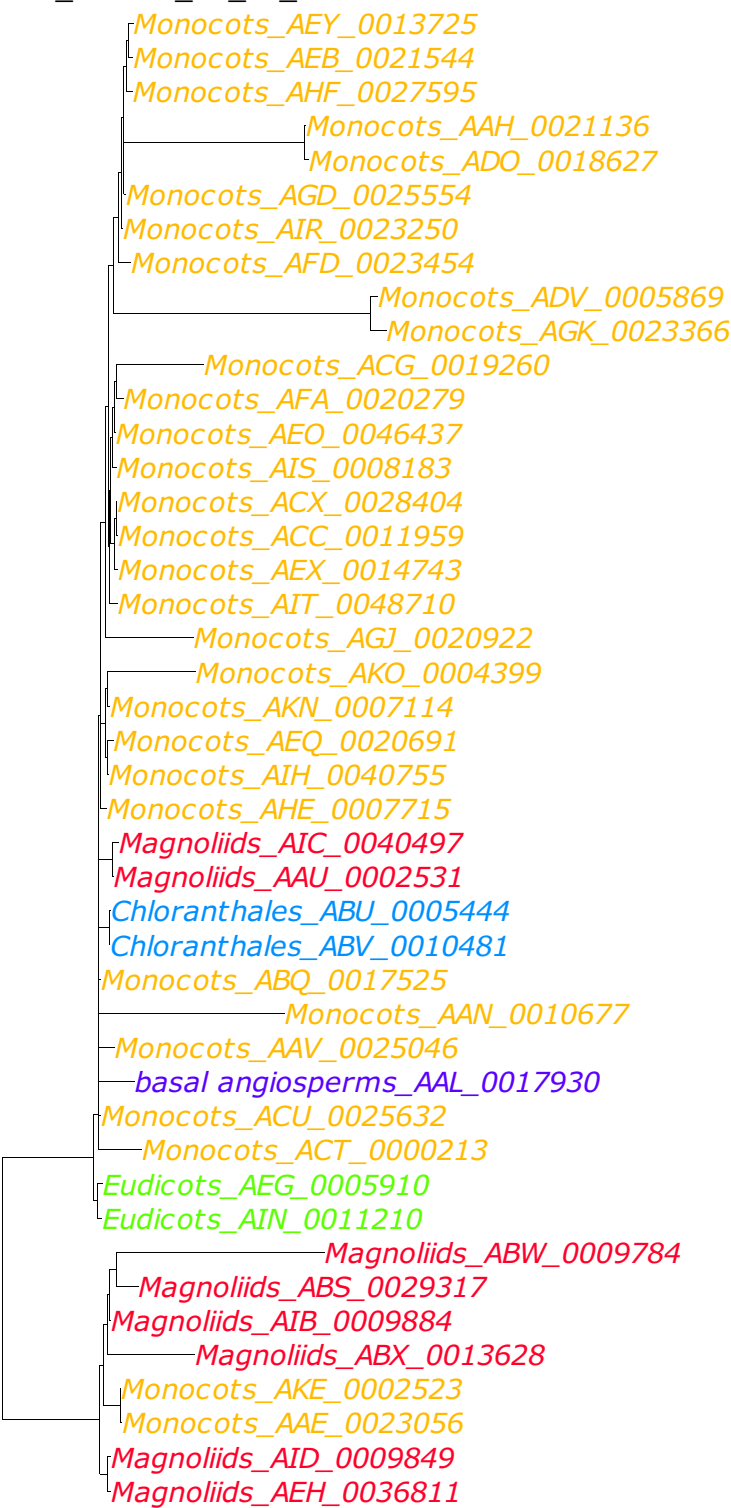 Monocots_AEY_0013725
Monocots_AEB_0021544
Monocots_AHF_0027595
Monocots_AAH_0021136
Monocots_ADO_0018627
Monocots_AGD_0025554
Monocots_AIR_0023250
Monocots_AFD_0023454
Monocots_ADV_0005869
Monocots_AGK_0023366
Monocots_ACG_0019260
Monocots_AFA_0020279
Monocots_AEO_0046437
Monocots_AIS_0008183
Monocots_ACX_0028404
Monocots_ACC_0011959
Monocots_AEX_0014743
Monocots_AIT_0048710
Monocots_AGJ_0020922
Monocots_AKO_0004399
Monocots_AKN_0007114
Monocots_AEQ_0020691
Monocots_AIH_0040755
Monocots_AHE_0007715
Magnoliids_AIC_0040497
Magnoliids_AAU_0002531
Chloranthales_ABU_0005444
Chloranthales_ABV_0010481
Monocots_ABQ_0017525
Monocots_AAN_0010677
Monocots_AAV_0025046
basal angiosperms_AAL_0017930
Monocots_ACU_0025632
Monocots_ACT_0000213
Eudicots_AEG_0005910
Eudicots_AIN_0011210
Magnoliids_ABW_0009784
Magnoliids_ABS_0029317
Magnoliids_AIB_0009884
Magnoliids_ABX_0013628
Monocots_AKE_0002523
Monocots_AAE_0023056
Magnoliids_AID_0009849
Magnoliids_AEH_0036811